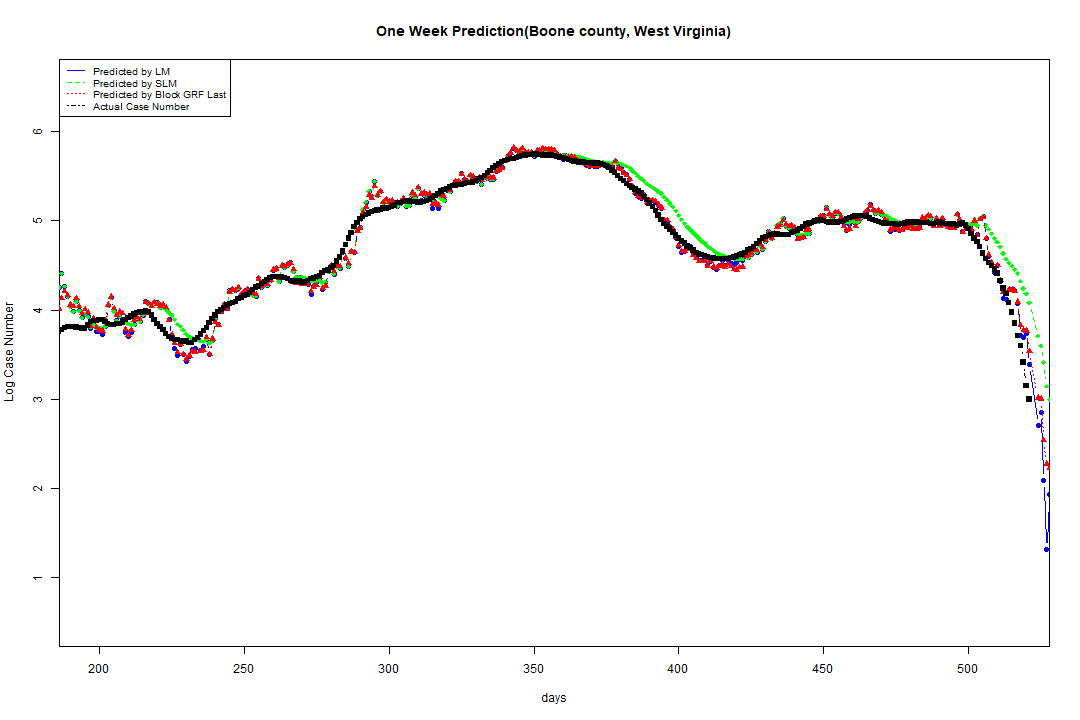 One Week Prediction(Boone county, West Virginia)
Predicted by LM
Predicted by SLM
Predicted by Block GRF Last
Actual Case Number
6
5
4
3
2
1
Log Case Number
200 250 300 350 400 450 500
days